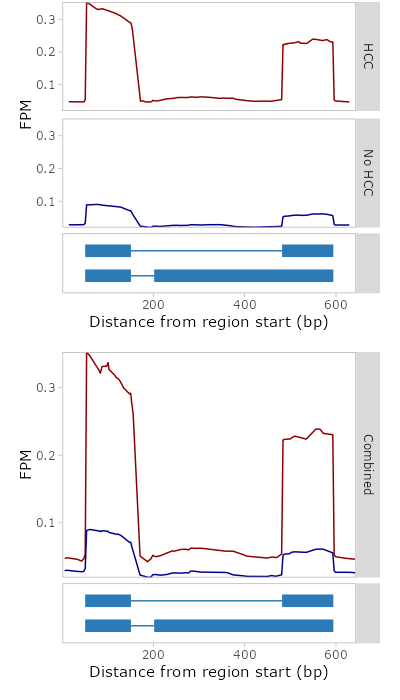 0.3
0.2
0.1
HCC
FPM
0.3
0.2
0.1
No HCC
200 400 600
Distance from region start (bp)
0.3
0.2
0.1
FPM
Combined
200 400 600
Distance from region start (bp)